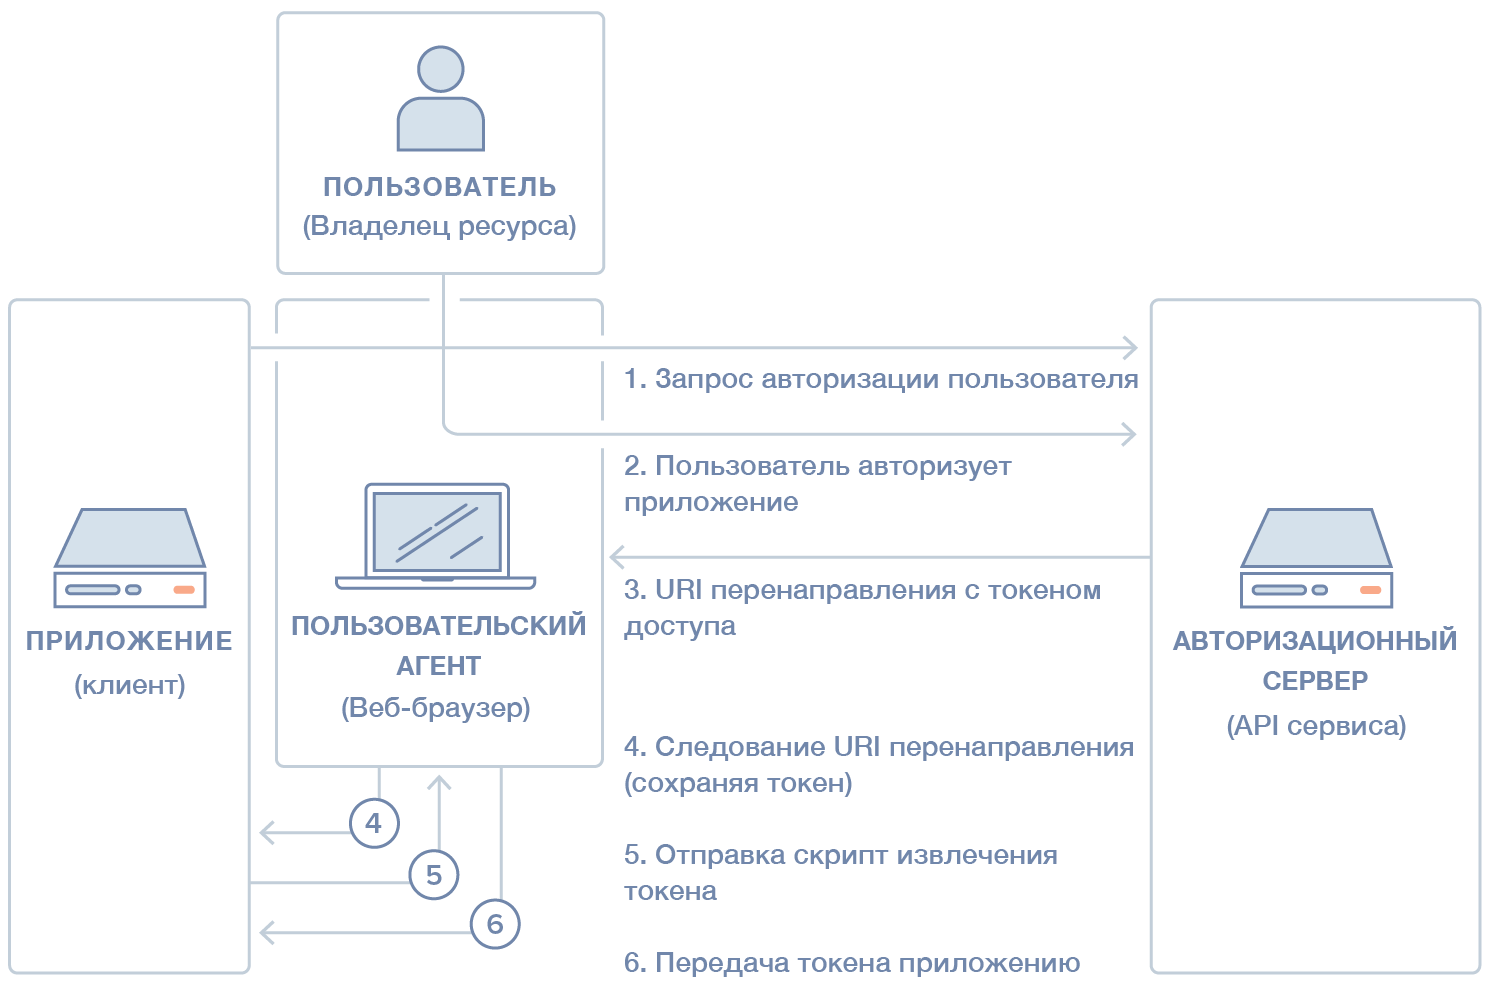 ПОЛЬЗОВАТЕЛЬ
(Владелец ресурса)
1. Запрос авторизации пользователя
2. Пользователь авторизует
приложение
3. URI перенаправления с токеном
доступа
ПРИЛОЖЕНИЕ
(клиент)
ПОЛЬЗОВАТЕЛЬСКИЙ
АГЕНТ
(Веб-браузер)
АВТОРИЗАЦИОННЫЙ
СЕРВЕР
(API сервиса)
4. Следование URI перенаправления
(сохраняя токен)
5. Отправка скрипт извлечения
токена
6. Передача токена приложению
4
5
6